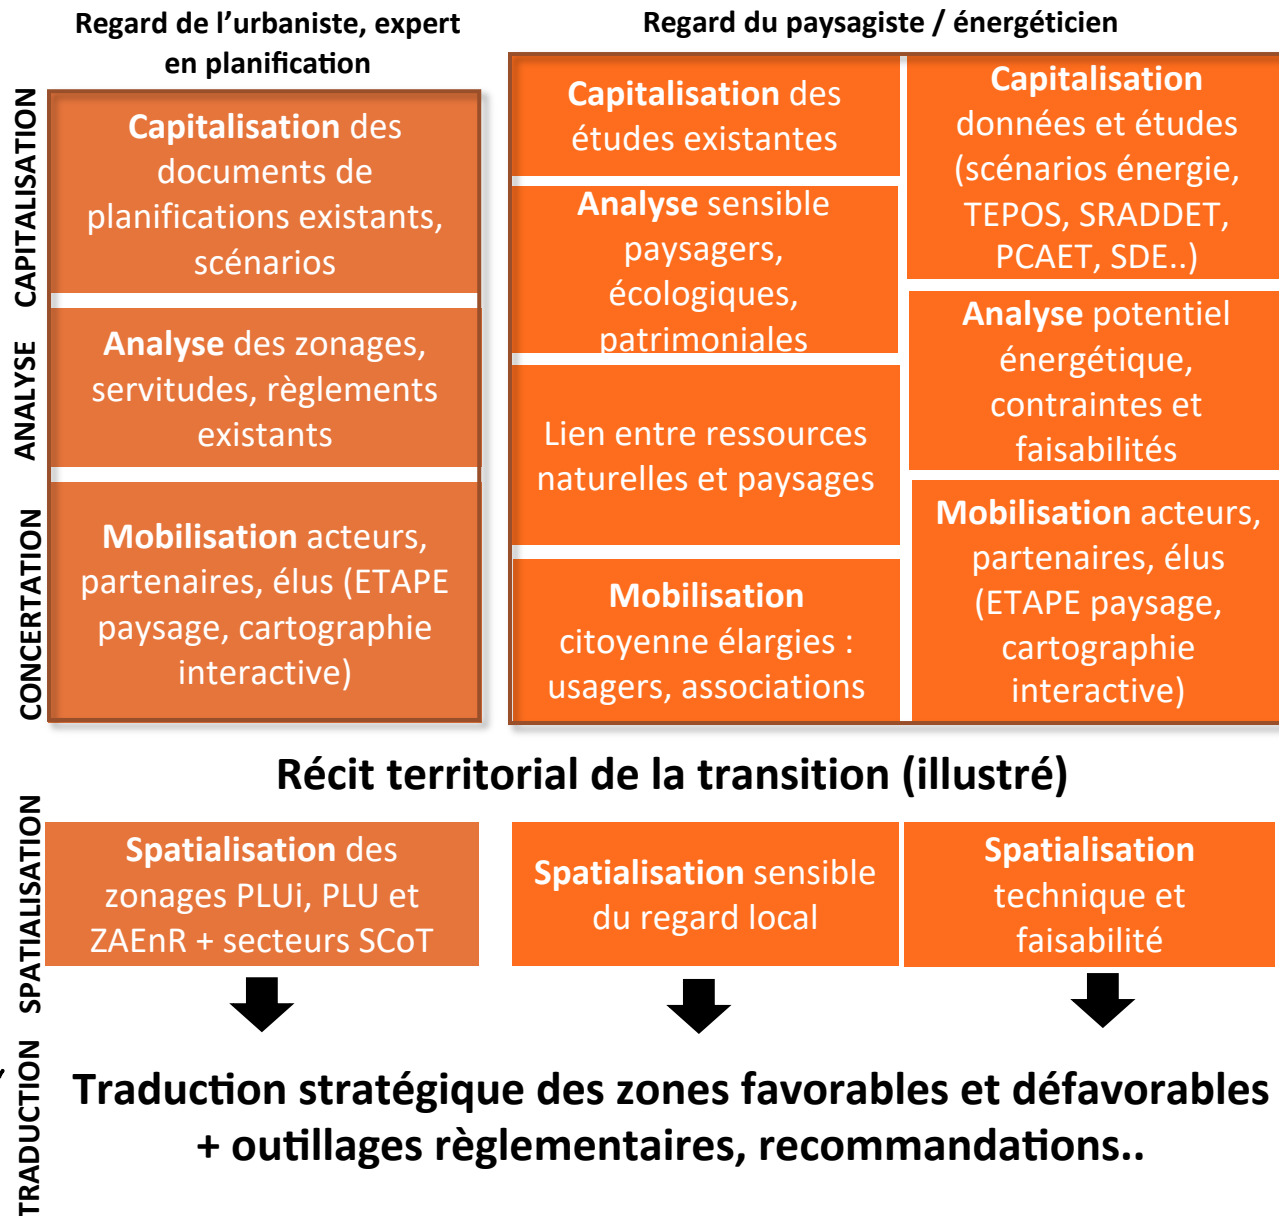 Regard de l’urbaniste, expert
en planification
Regard du paysagiste / énergéticien
CAPITALISATION
ANALYSE
CONCERTATION
Capitalisation des
documents de
planifications existants,
scénarios
Analyse des zonages,
servitudes, règlements
existants
Mobilisation acteurs,
partenaires, élus (ETAPE
paysage, cartographie
interactive)
Capitalisation des
études existantes
Analyse sensible
paysagers,
écologiques,
patrimoniales
Lien entre ressources
naturelles et paysages
Mobilisation
citoyenne élargies :
usagers, associations
Capitalisation
données et études
(scénarios énergie,
TEPOS, SRADDET,
PCAET, SDE..)
Analyse potentiel
énergétique,
contraintes et
faisabilités
Mobilisation acteurs,
partenaires, élus
(ETAPE paysage,
cartographie
interactive)
Récit territorial de la transition (illustré)
SPATIALISATION
Spatialisation des
zonages PLUi, PLU et
ZAEnR + secteurs SCoT
Spatialisation sensible
du regard local
Spatialisation
technique et
faisabilité
TRADUCTION
Traduction stratégique des zones favorables et défavorables
+ outillages règlementaires, recommandations..